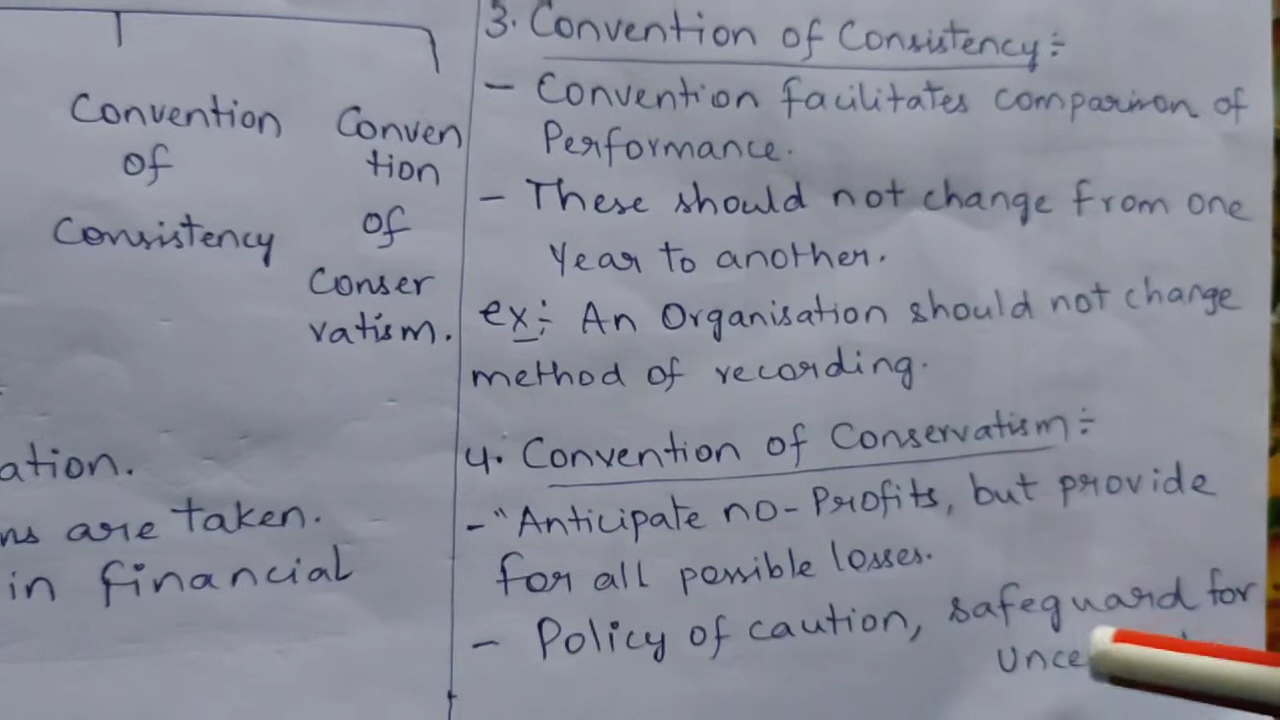 Convention
of
Consistency
Conven
tion
of
Conser
vatism.
ation.
ns are taken.
in financial
3. Convention of Consistency:-
- Convention facilitates comparison of
Performance.
- These should not change from one
year to another.
ex:- An Organisation should not change
method of recording.
4. Convention of Conservatism:-
- "Anticipate no-Profits, but provide
for all possible losses.
- Policy of caution, safeguard for
unce